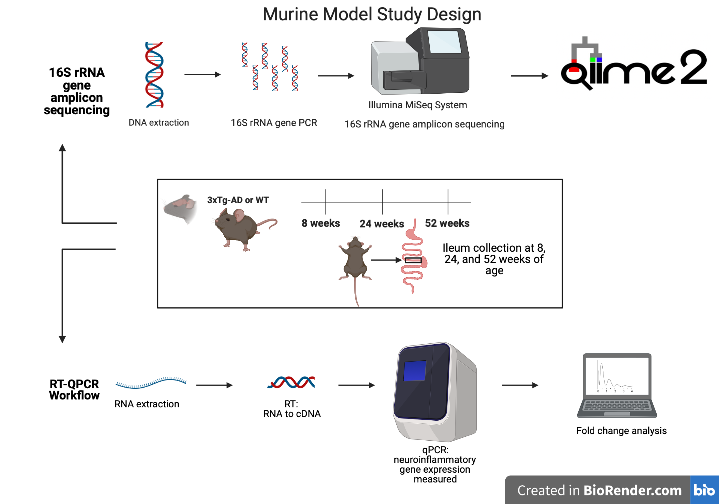 Murine Model Study Design
16S rRNA
gene
amplicon
sequencing
DNA extraction
16S rRNA gene PCR
Illumina MiSeq System
16S rRNA gene amplicon sequencing
qiime2
3xTg-AD or WT
8 weeks
24 weeks
52 weeks
Ileum collection at 8,
24, and 52 weeks of
age
RT-QPCR
Workflow
RNA extraction
RT:
RNA to cDNA
qPCR:
neuroinflammatory
gene expression
measured
Fold change analysis
Created in BioRender.com
bio